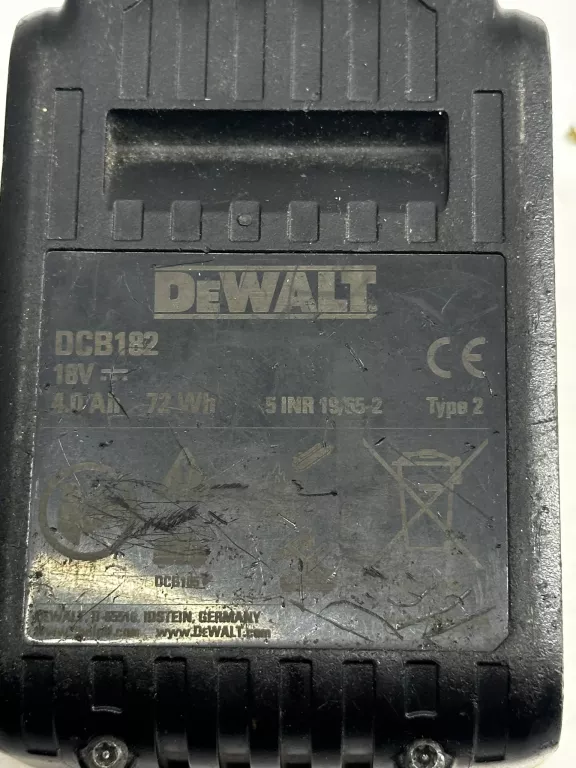 DEWALT
DCB182
18V
4.0 Ah 72 Wh 5 INR 19/65-2 Type 2
CE
IDSTEIN, GERMANY
www.DEWALT.com